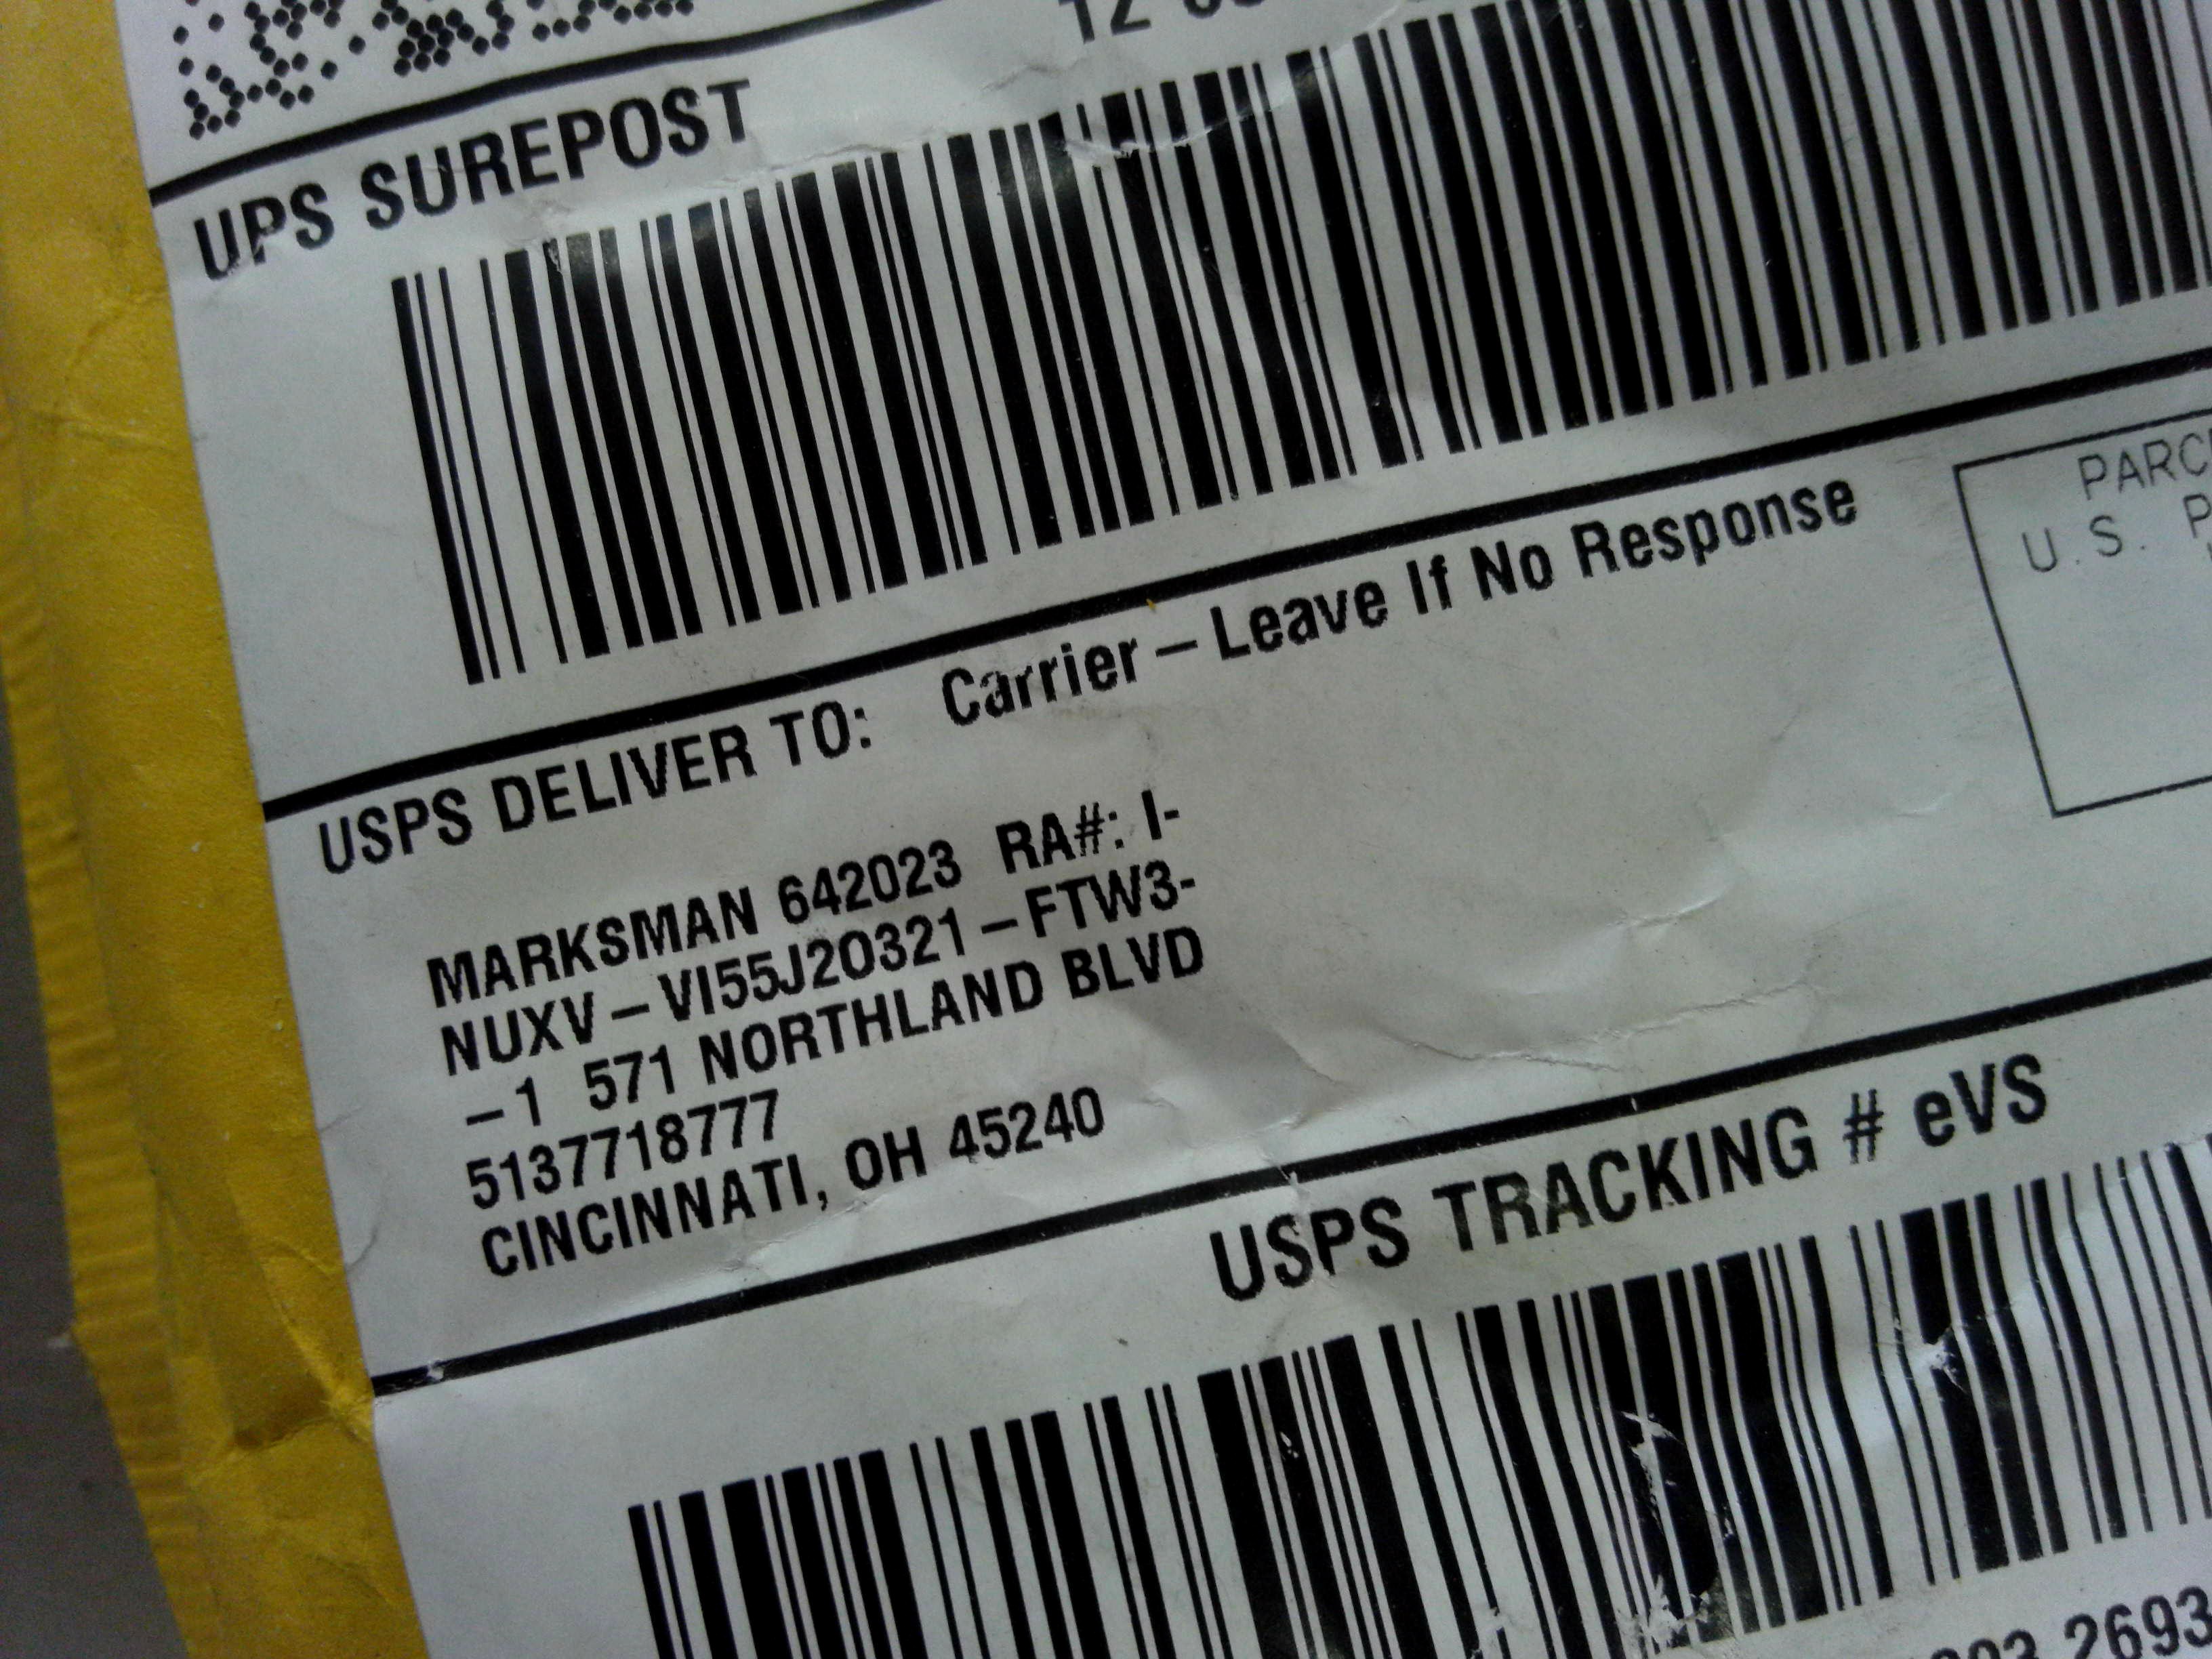 UPS SUREPOST
USPS DELIVER TO: Carrier – Leave If No Response
MARKSMAN 642023 RA#: I-
NUXV – VI55J20321 – FTW3-
– 1 571 NORTHLAND BLVD
5137718777
CINCINNATI, OH 45240
U.S.
USPS TRACKING # eVS
2693